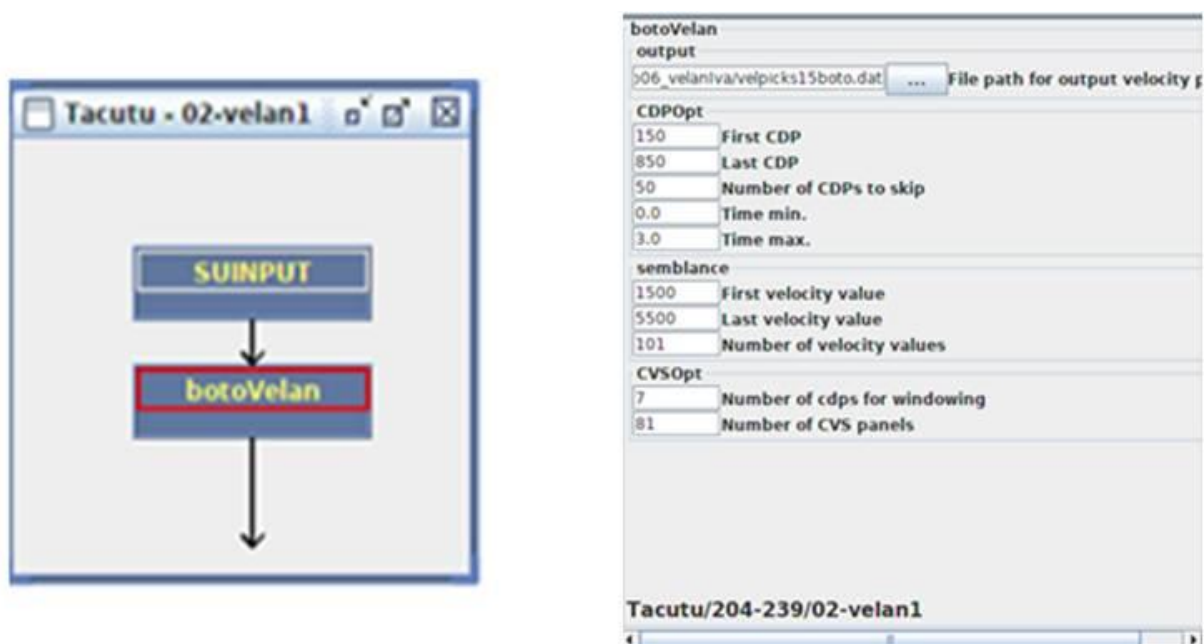 Tacutu - 02-velan1
SUINPUT
botoVelan
botoVelan
output
06_velanIva/velpicks15boto.dat ... File path for output velocity
CDPOpt
150 First CDP
850 Last CDP
50 Number of CDPs to skip
0.0 Time min.
3.0 Time max.
semblance
1500 First velocity value
5500 Last velocity value
101 Number of velocity values
CVSOpt
7 Number of cdps for windowing
81 Number of CVS panels
Tacutu/204-239/02-velan1